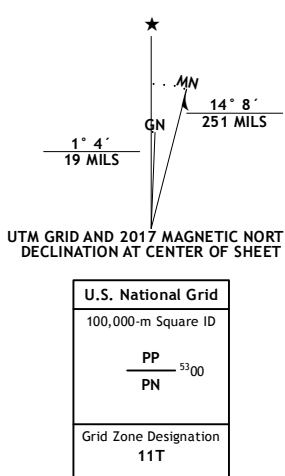 ★
MN
GN
14° 8´
251 MILS
1° 4´
19 MILS
UTM GRID AND 2017 MAGNETIC NORT
DECLINATION AT CENTER OF SHEET
U.S. National Grid
100,000-m Square ID
PP
5300
PN
Grid Zone Designation
11T